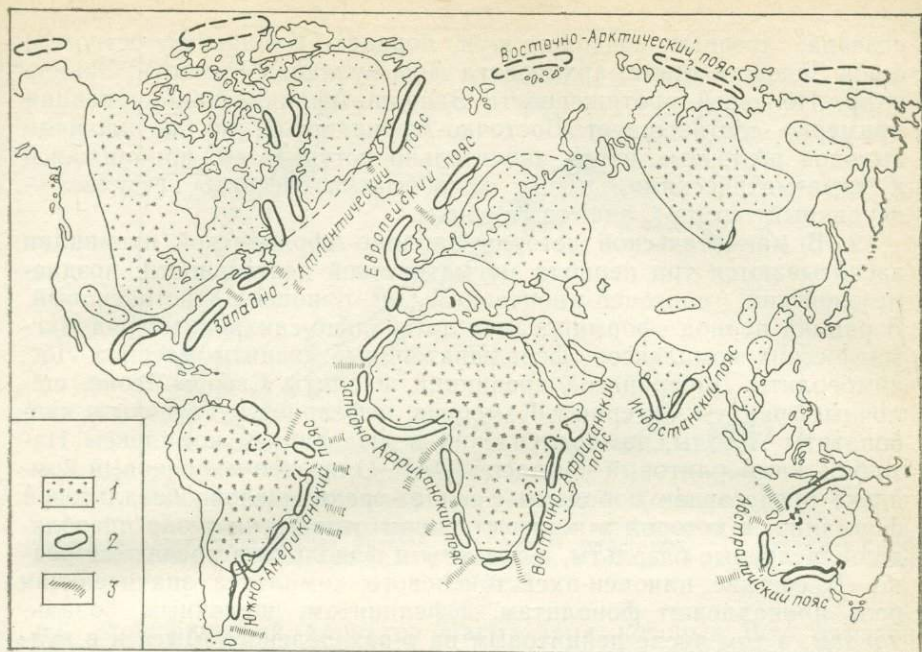 Восточно-Арктический пояс
Западно-Атлантический пояс
Европейский пояс
Западно-Африканский пояс
Восточно-Африканский
пояс
Индостанский пояс
Южно-Американский пояс
Австралийский пояс
1
2
3